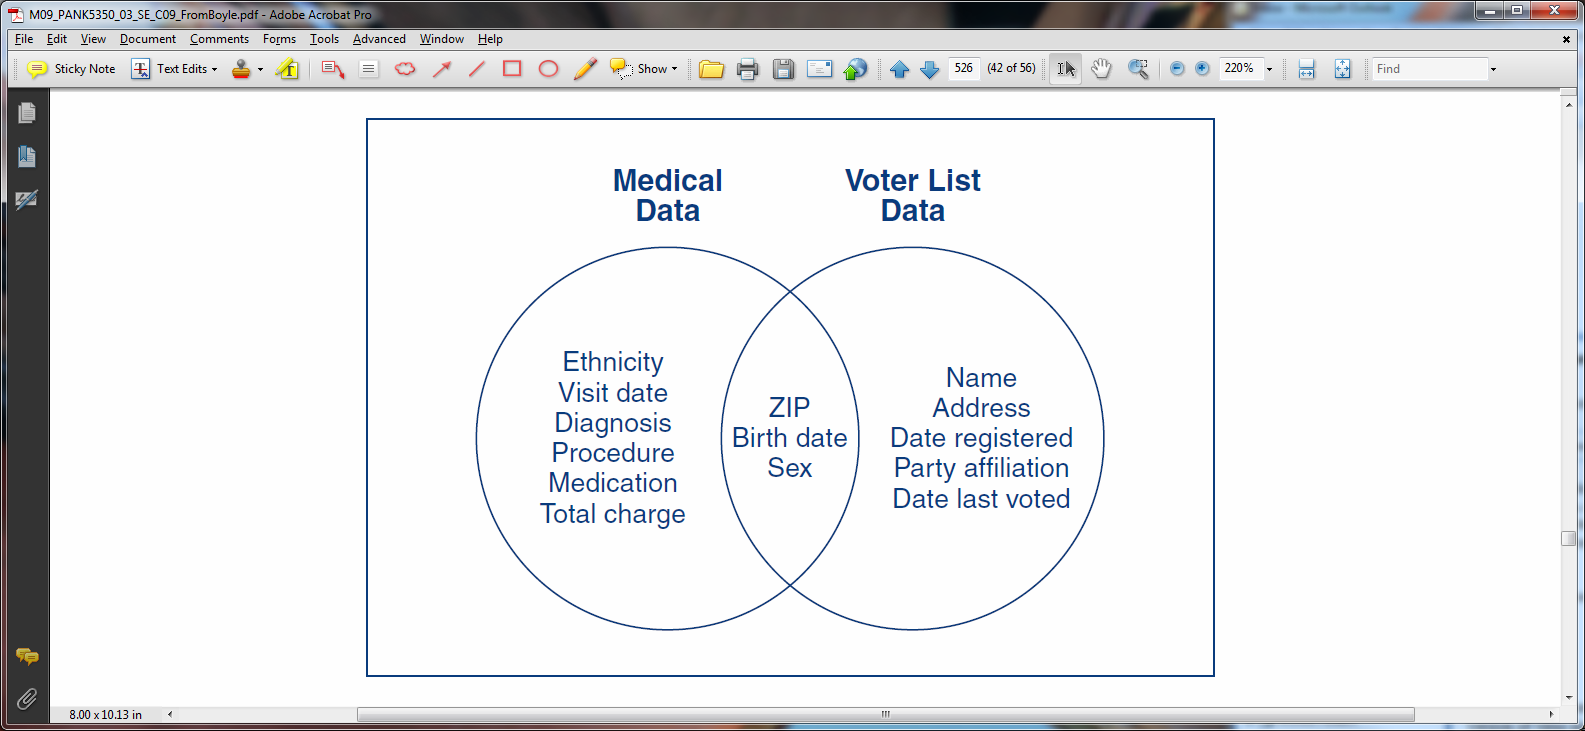 M09_PANK5350_03_SE_C09_FromBoyle.pdf - Adobe Acrobat Pro
File Edit View Document Comments Forms Tools Advanced Window Help
Sticky Note Text Edits Show 526 (42 of 56) 220% Find
Medical
Data
Voter List
Data
Ethnicity
Visit date
Diagnosis
Procedure
Medication
Total charge
ZIP
Birth date
Sex
Name
Address
Date registered
Party affiliation
Date last voted
8.00 x 10.13 in